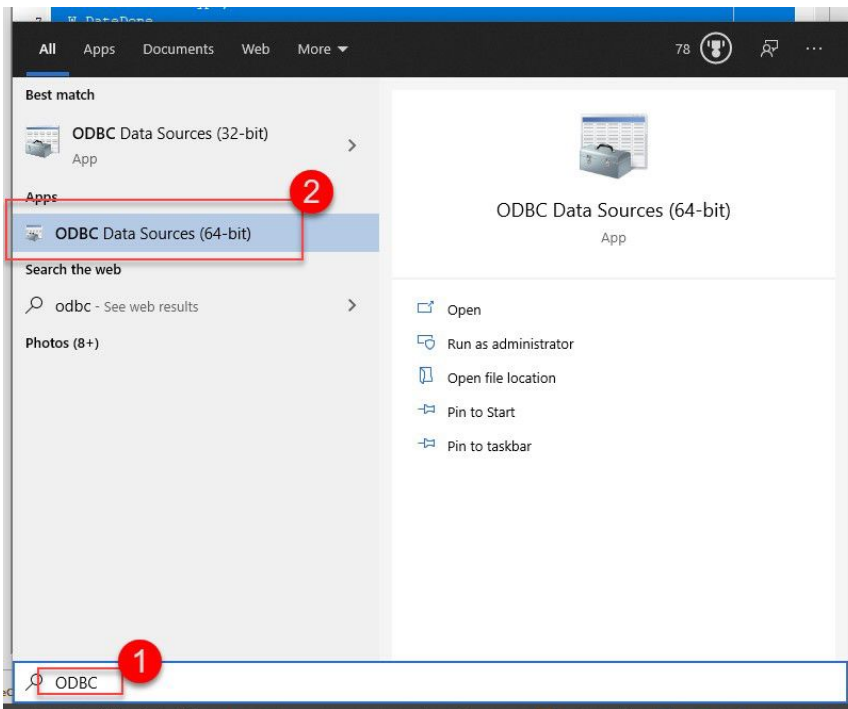 W.DateDone
All Apps Documents Web More 78 ...
Best match
ODBC Data Sources (32-bit)
App
Apps
2
ODBC Data Sources (64-bit)
Search the web
odbc - See web results
Photos (8+)
ODBC Data Sources (64-bit)
App
Open
Run as administrator
Open file location
Pin to Start
Pin to taskbar
1
ODBC